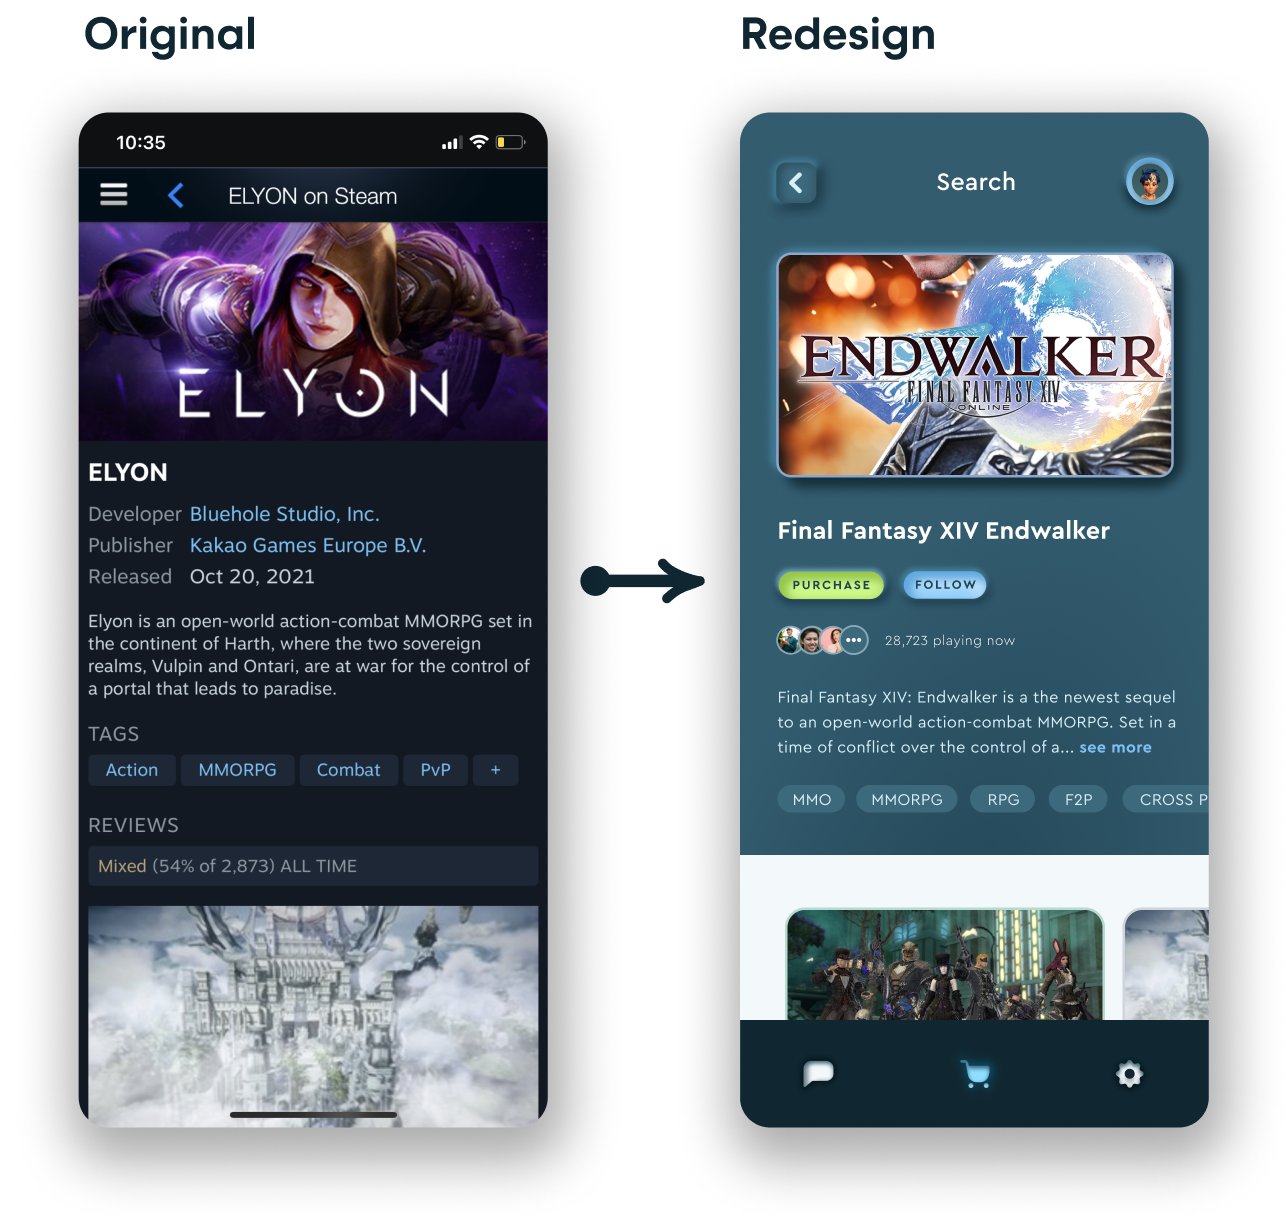 Original
Redesign
10:35
ELYON on Steam
ELYON
ELYON
Developer Bluehole Studio, Inc.
Publisher Kakao Games Europe B.V.
Released Oct 20, 2021
Elyon is an open-world action-combat MMORPG set in
the continent of Harth, where the two sovereign
realms, Vulpin and Ontari, are at war for the control of
a portal that leads to paradise.
TAGS
Action MMORPG Combat PvP +
REVIEWS
Mixed (54% of 2,873) ALL TIME
Search
ENDWALKER
FINAL FANTASY XIV
ONLINE
Final Fantasy XIV Endwalker
PURCHASE FOLLOW
28,723 playing now
Final Fantasy XIV: Endwalker is a the newest sequel
to an open-world action-combat MMORPG. Set in a
time of conflict over the control of a... see more
MMO MMORPG RPG F2P CROSS P